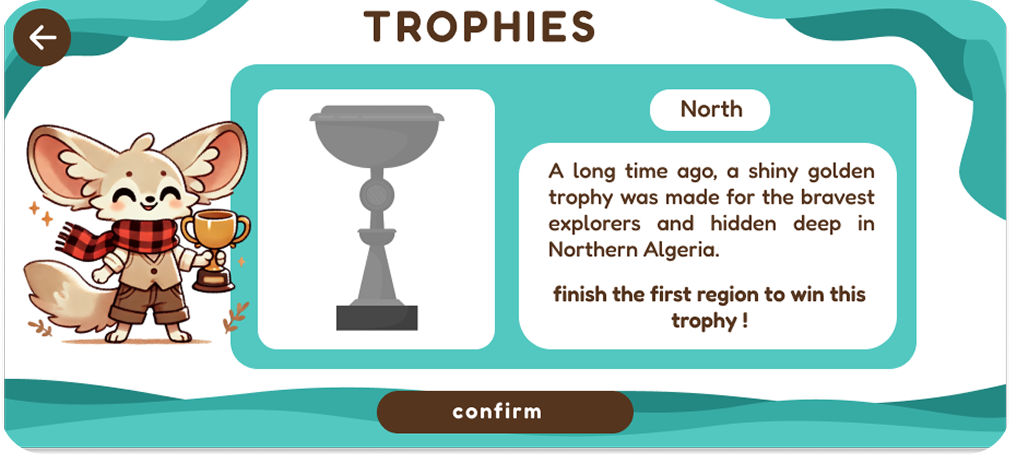 TROPHIES
North
A long time ago, a shiny golden
trophy was made for the bravest
explorers and hidden deep in
Northern Algeria.
finish the first region to win this
trophy !
confirm